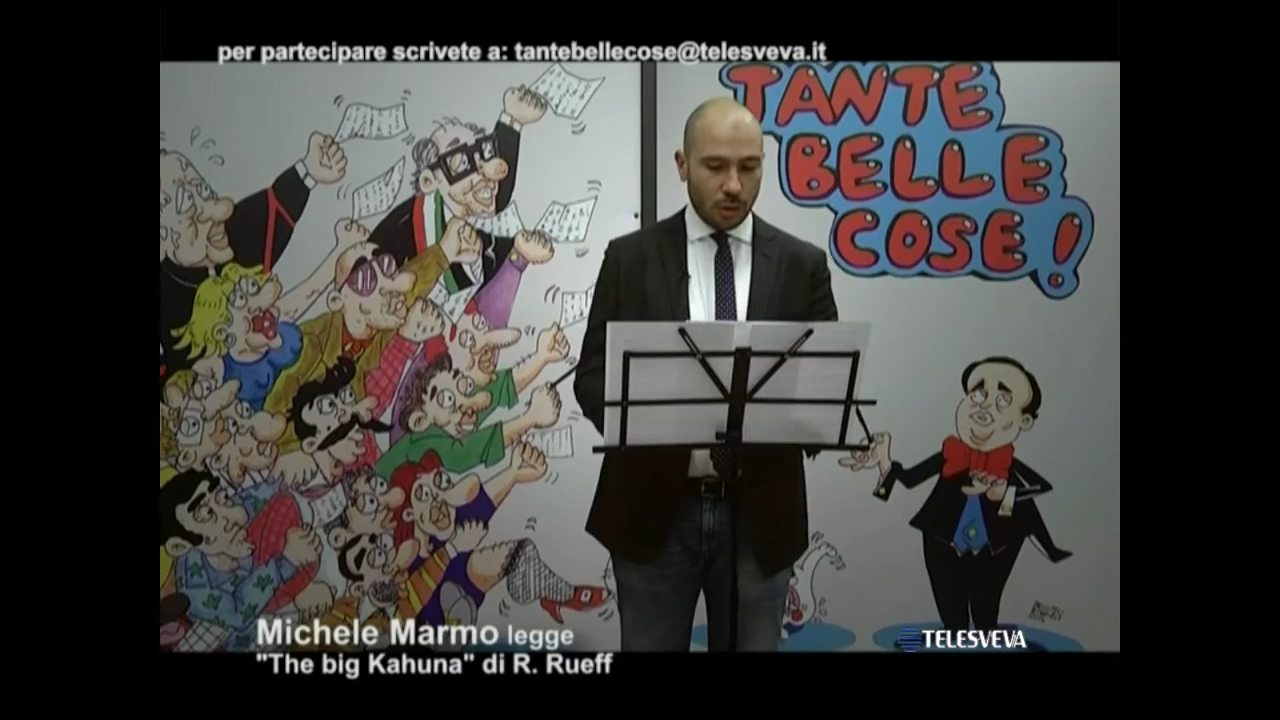 per partecipare scrivete a: tantebellecose@telesveva.it
TANTE
BELLE
COSE!
Michele Marmo legge
"The big Kahuna" di R. Rueff
TELESVEVA